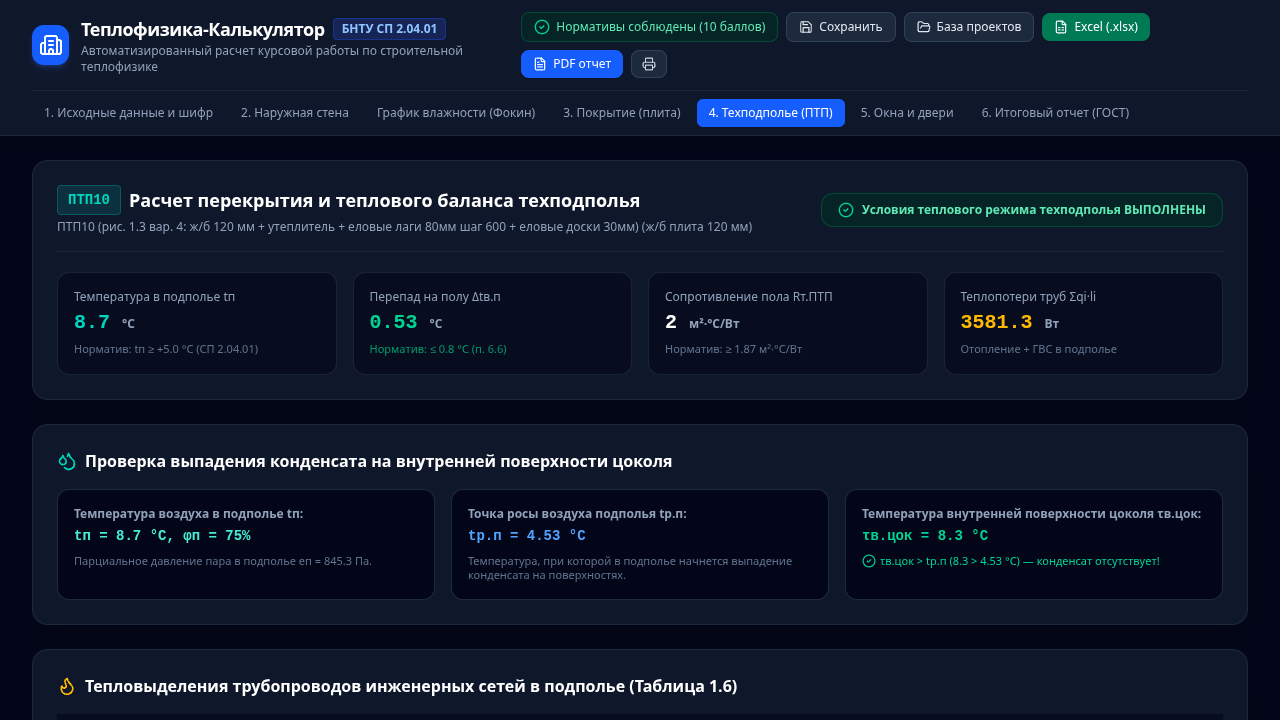 Теплофизика-Калькулятор БНТУ СП 2.04.01
Автоматизированный расчет курсовой работы по строительной
теплофизике
Нормативы соблюдены (10 баллов) Сохранить База проектов Excel (.xlsx)
PDF отчет
1. Исходные данные и шифр 2. Наружная стена График влажности (Фокин) 3. Покрытие (плита) 4. Техподполье (ПТП) 5. Окна и двери 6. Итоговый отчет (ГОСТ)
ПТП10 Расчет перекрытия и теплового баланса техподполья
ПТП10 (рис. 1.3 вар. 4: ж/б 120 мм + утеплитель + еловые лаги 80мм шаг 600 + еловые доски 30мм) (ж/б плита 120 мм)
Условия теплового режима техподполья ВЫПОЛНЕНЫ
Температура в подполье tп
8.7 °C
Норматив: tп ≥ +5.0 °C (СП 2.04.01)
Перепад на полу Δtв.п
0.53 °C
Норматив: ≤ 0.8 °C (п. 6.6)
Сопротивление пола Rт.ПТП
2 м²·°C/Вт
Норматив: ≥ 1.87 м²·°C/Вт
Теплопотери труб Σqi·li
3581.3 Вт
Отопление + ГВС в подполье
Проверка выпадения конденсата на внутренней поверхности цоколя
Температура воздуха в подполье tп:
tп = 8.7 °C, φп = 75%
Парциальное давление пара в подполье eп = 845.3 Па.
Точка росы воздуха подполья tр.п:
tр.п = 4.53 °C
Температура, при которой в подполье начнется выпадение
конденсата на поверхностях.
Температура внутренней поверхности цоколя τв.цок:
τв.цок = 8.3 °C
τв.цок > tр.п (8.3 > 4.53 °C) — конденсат отсутствует!
Тепловыделения трубопроводов инженерных сетей в подполье (Таблица 1.6)